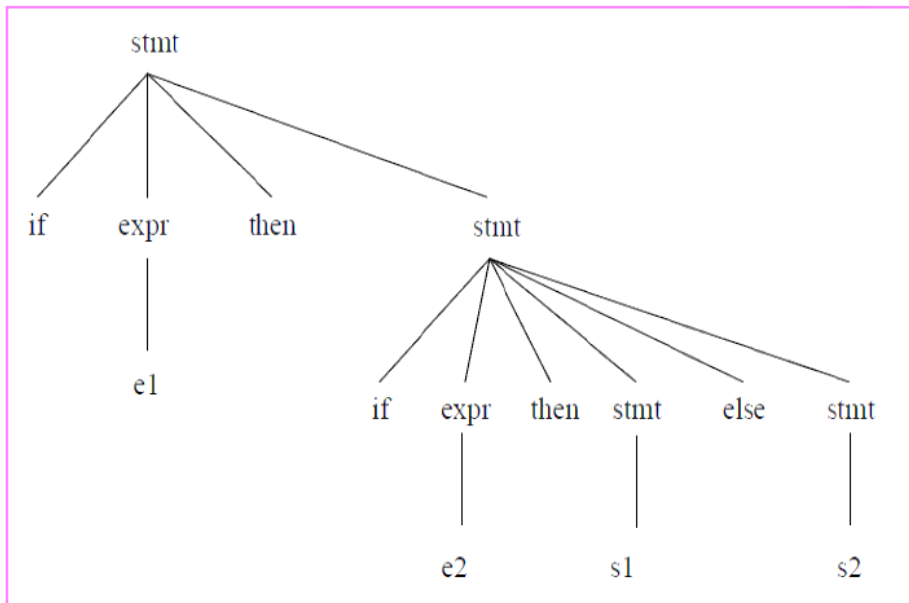 stmt
if expr then stmt
e1
if expr then stmt else stmt
e2 s1 s2